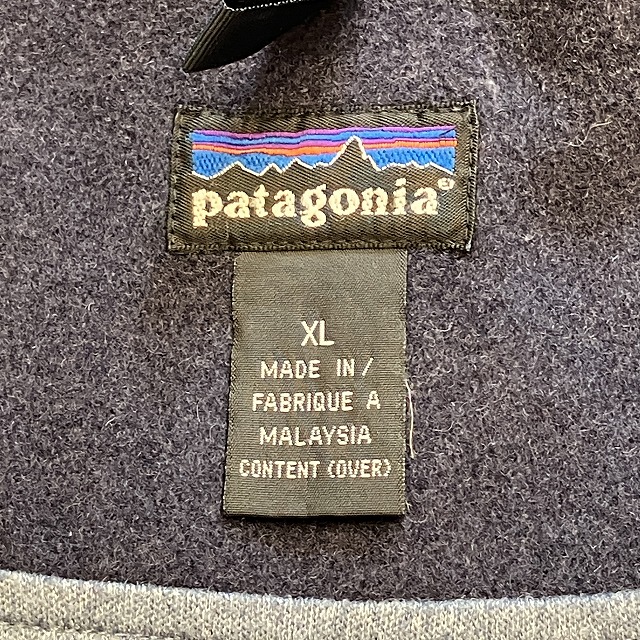 patagonia®
XL
MADE IN/
FABRIQUE A
MALAYSIA
CONTENT (OVER)